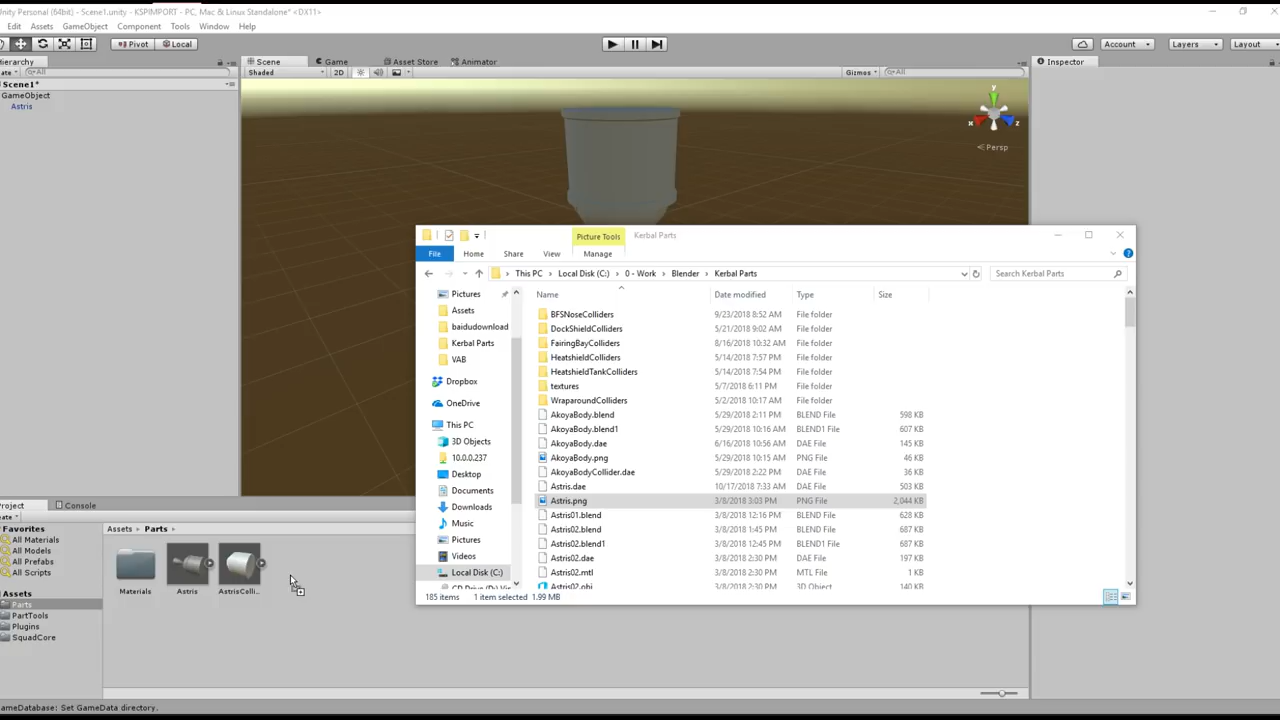 Unity Personal (64bit) - Scene1.unity - KSPIMPORT - PC, Mac & Linux Standalone* <DX11>
Edit Assets GameObject Component Tools Window Help
Pivot Local Account Layers Layout
Hierarchy Scene Game Asset Store Animator Inspector
All Shaded 2D Gizmos All
Scene1*
GameObject
Astris
y
x z
Persp
Picture Tools Kerbal Parts
File Home Share View Manage
This PC Local Disk (C:) 0 - Work Blender Kerbal Parts Search Kerbal Parts
Name Date modified Type Size
Pictures
Assets
baidudownload
Kerbal Parts
VAB
Dropbox
OneDrive
This PC
3D Objects
10.0.0.237
Desktop
Documents
Downloads
Music
Pictures
Videos
Local Disk (C:)
BFSNoseColliders 9/23/2018 8:52 AM File folder
DockShieldColliders 5/21/2018 9:02 AM File folder
FairingBayColliders 8/16/2018 10:32 AM File folder
HeatshieldColliders 5/14/2018 7:57 PM File folder
HeatshieldTankColliders 5/14/2018 7:54 PM File folder
textures 5/7/2018 6:11 PM File folder
WraparoundColliders 5/2/2018 10:17 AM File folder
AkoyaBody.blend 5/29/2018 2:11 PM BLEND File 598 KB
AkoyaBody.blend1 5/29/2018 10:16 AM BLEND1 File 607 KB
AkoyaBody.dae 6/16/2018 10:56 AM DAE File 145 KB
AkoyaBody.png 5/29/2018 10:15 AM PNG File 46 KB
AkoyaBodyCollider.dae 5/29/2018 2:22 PM DAE File 36 KB
Astris.dae 10/17/2018 7:33 AM DAE File 503 KB
Astris.png 3/8/2018 3:03 PM PNG File 2,044 KB
Astris01.blend 3/8/2018 12:16 PM BLEND File 628 KB
Astris02.blend 3/8/2018 1:45 PM BLEND File 687 KB
Astris02.blend1 3/8/2018 12:45 PM BLEND1 File 687 KB
Astris02.dae 3/8/2018 2:30 PM DAE File 197 KB
Astris02.mtl 3/8/2018 2:30 PM MTL File 1 KB
Astris02.obj 3/8/2018 2:30 PM 3D Object 140 KB
185 items 1 item selected 1.99 MB
Project Console
Favorites
All Materials
All Models
All Prefabs
All Scripts
Assets
Parts
PartTools
Plugins
SquadCore
Assets Parts
Materials Astris AstrisColli...
GameDatabase: Set GameData directory.